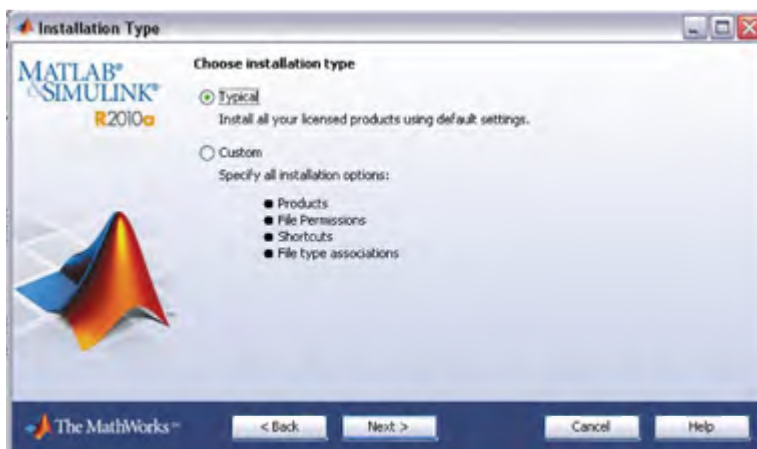 Installation Type
MATLAB®
&SIMULINK®
R2010a
Choose installation type
Typical
Install all your licensed products using default settings.
Custom
Specify all installation options:
● Products
● File Permissions
● Shortcuts
● File type associations
The MathWorks™
< Back
Next >
Cancel
Help